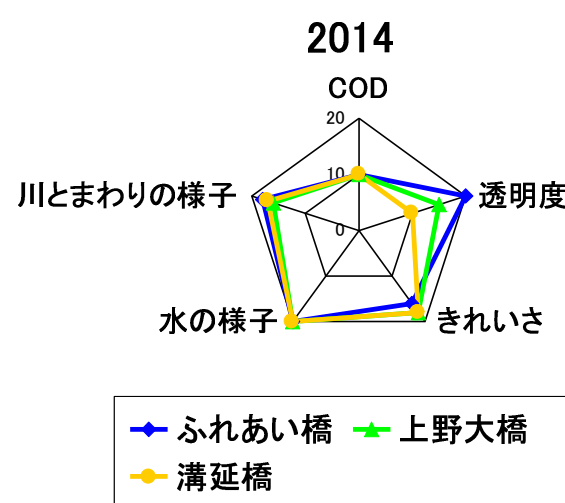 2014
COD
20
10
0
川とまわりの様子
透明度
水の様子
きれいさ
ふれあい橋 上野大橋
溝延橋